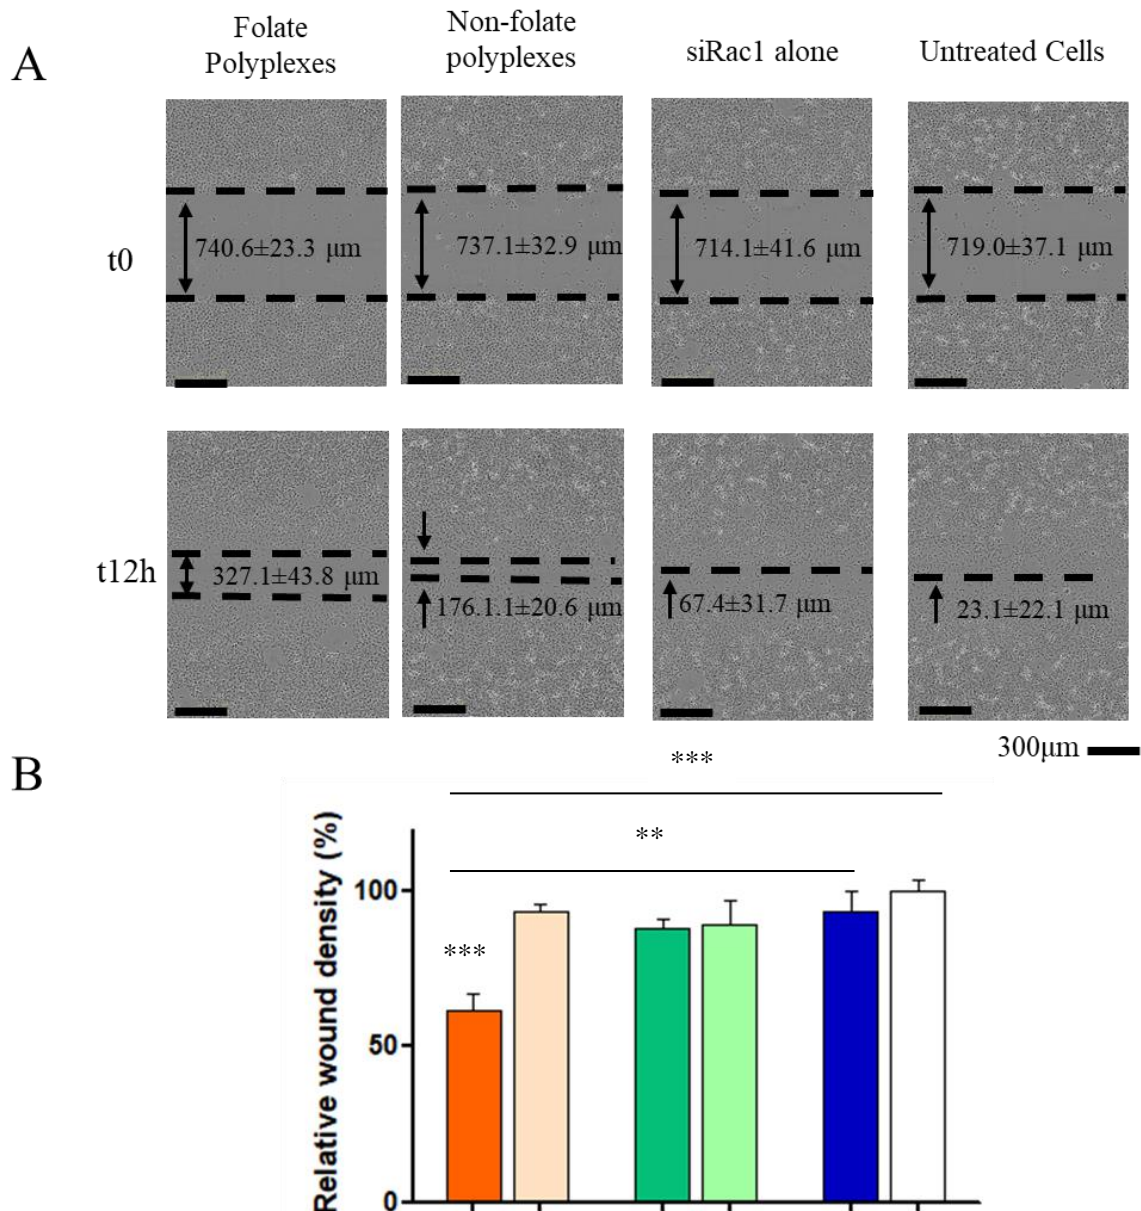 A
Folate
Polyplexes
Non-folate
polyplexes
siRac1 alone
Untreated Cells
t0
740.6±23.3 μm
737.1±32.9 μm
714.1±41.6 μm
719.0±37.1 μm
t12h
327.1±43.8 μm
176.1.1±20.6 μm
67.4±31.7 μm
23.1±22.1 μm
300μm
B
***
**
***
Relative wound density (%)
100
50
0